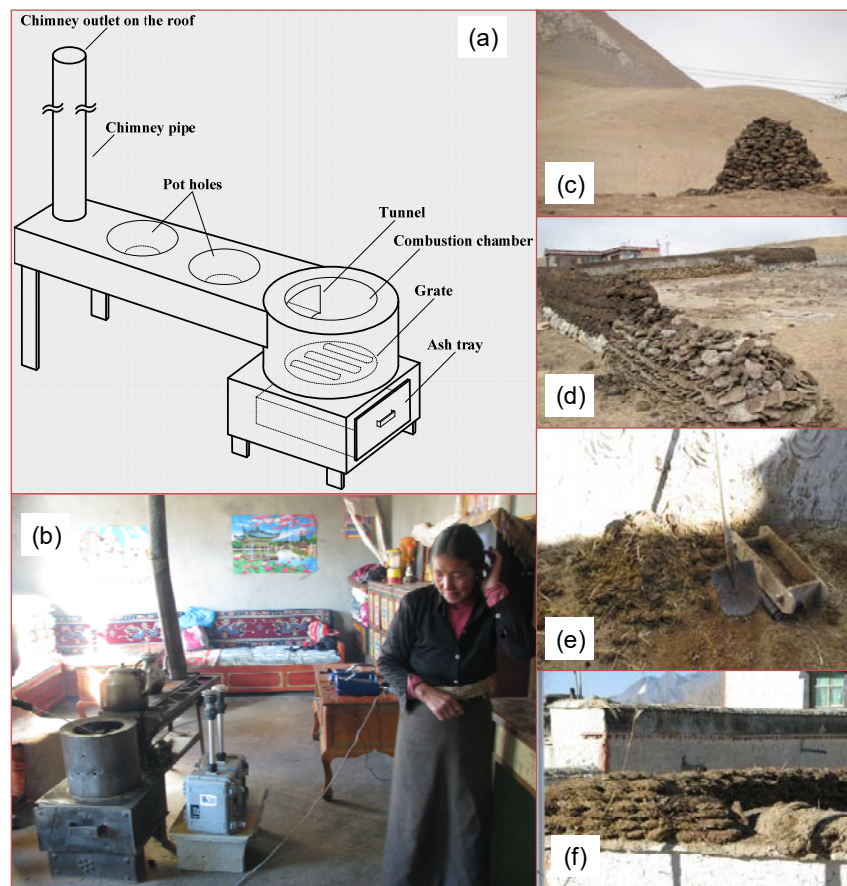 Chimney outlet on the roof
(a)
Chimney pipe
Pot holes
Tunnel
Combustion chamber
Grate
Ash tray
(b)
(c)
(d)
(e)
(f)